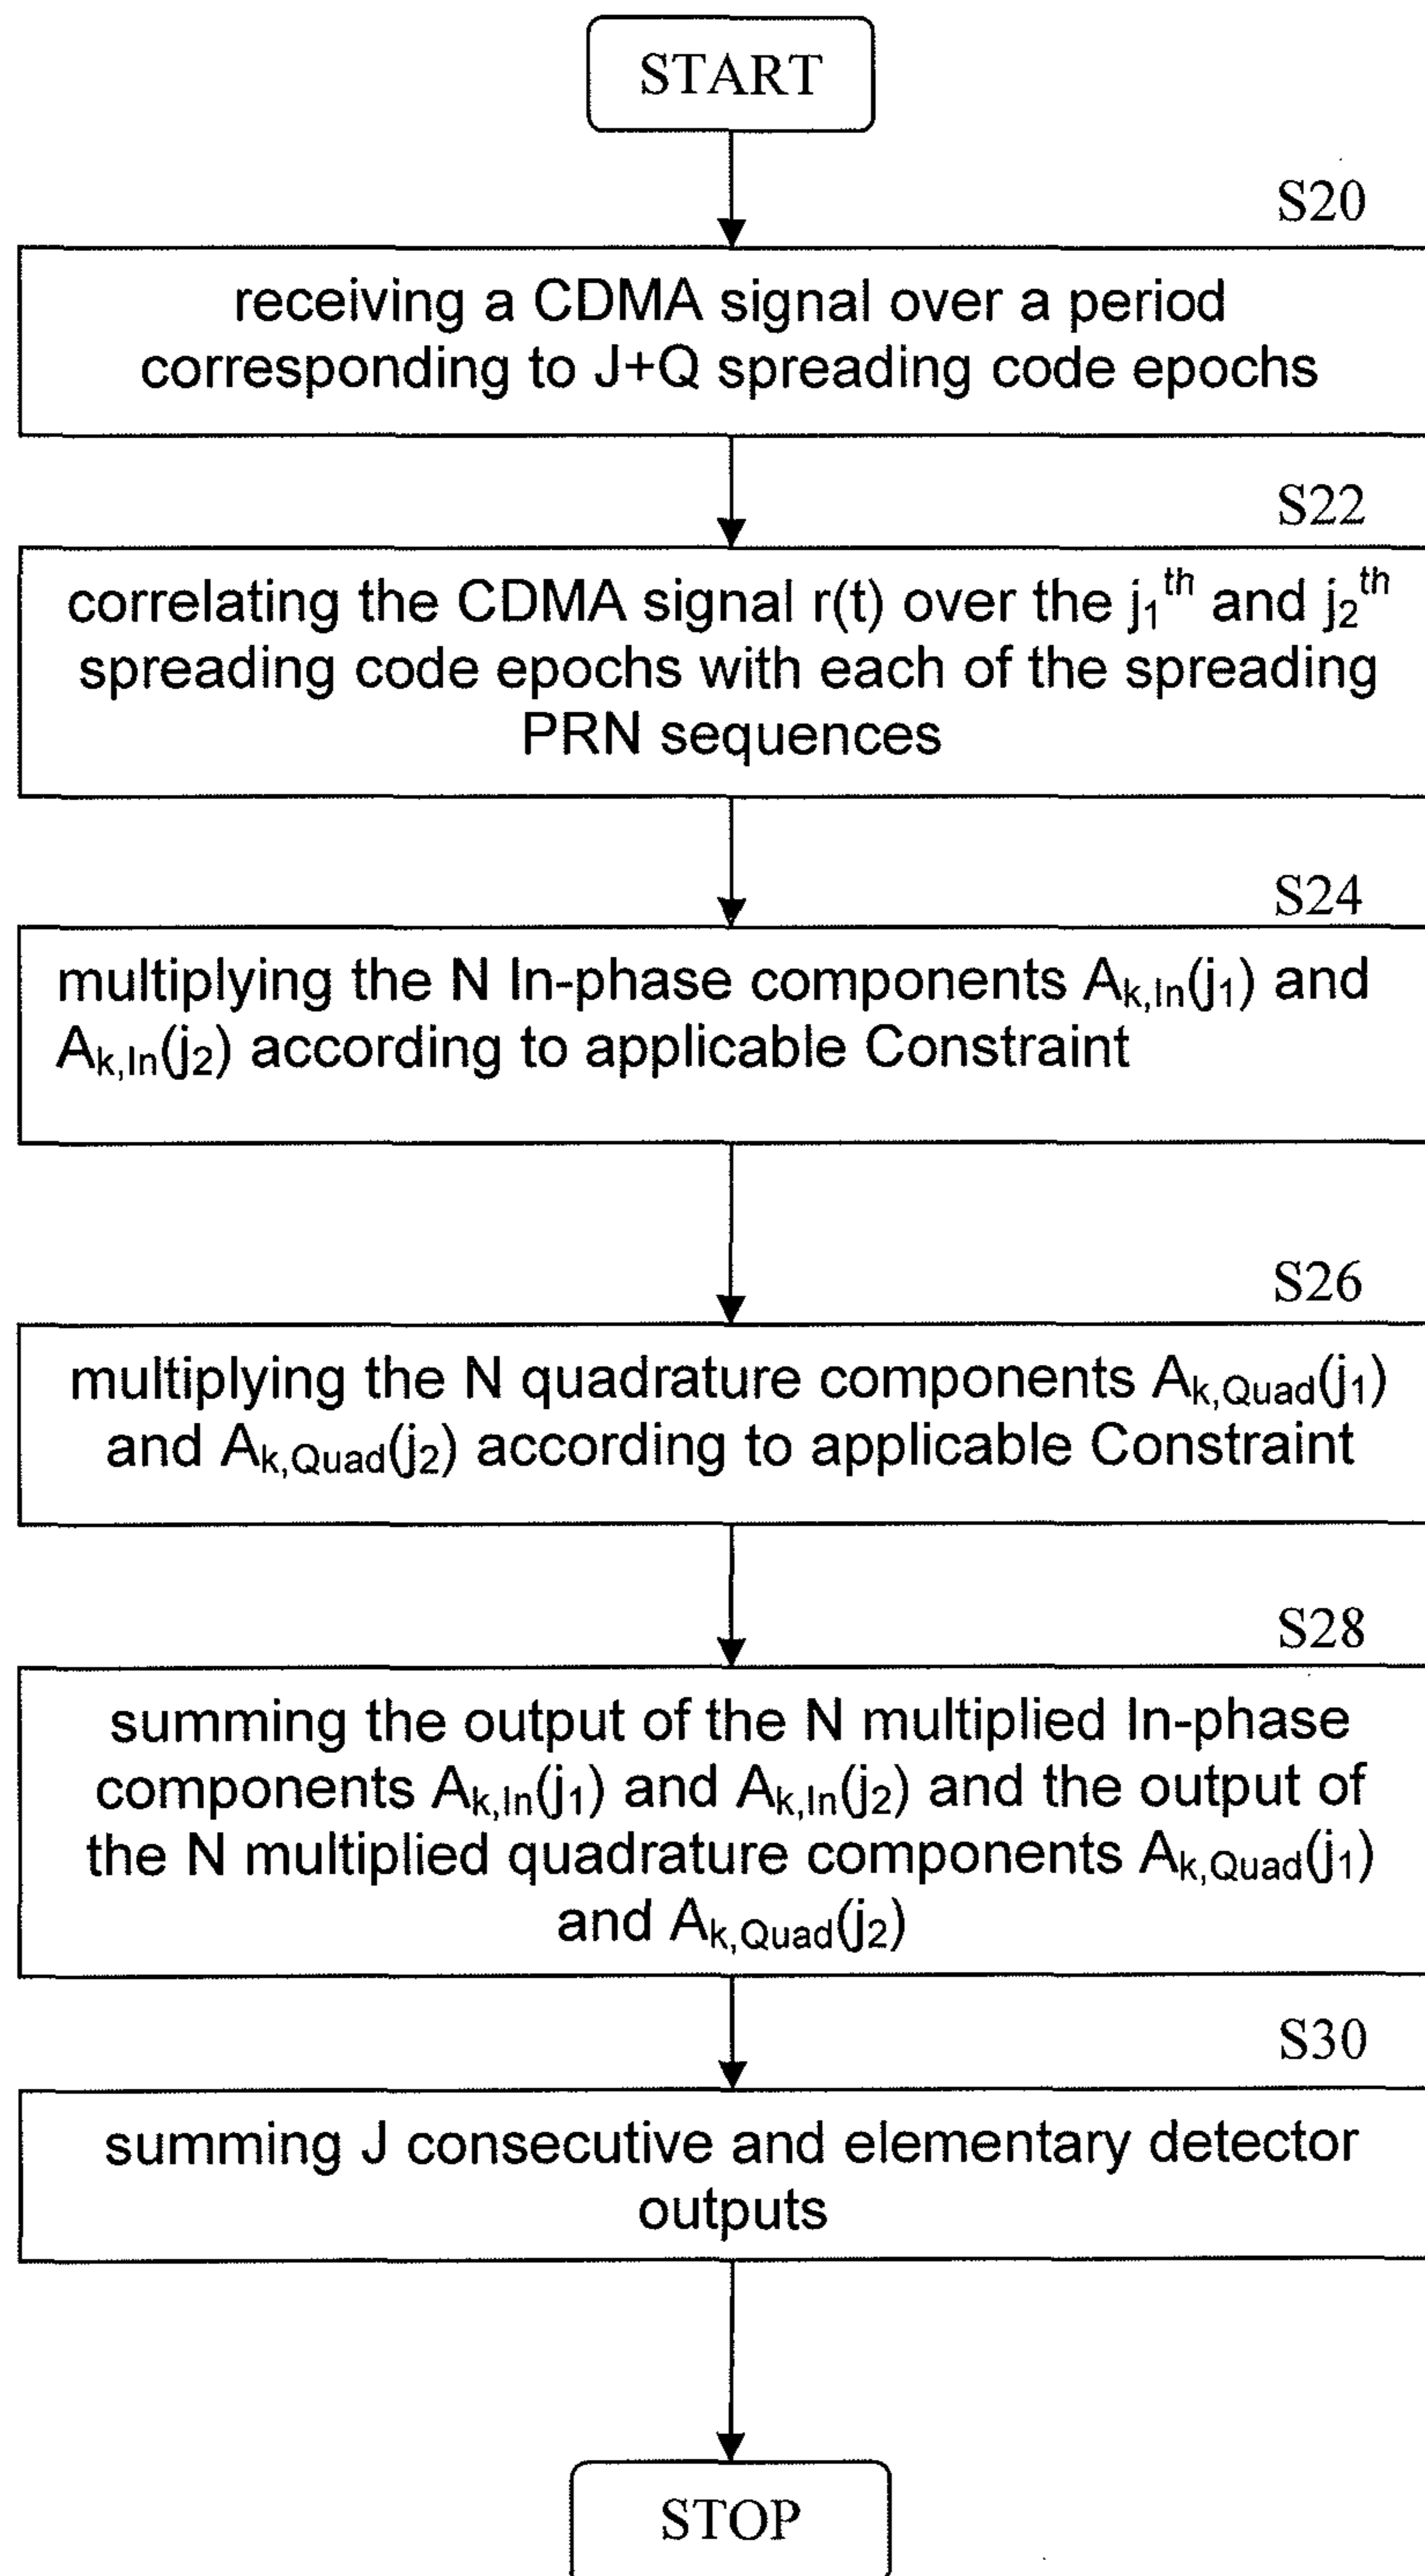 START
S20
receiving a CDMA signal over a period
corresponding to J+Q spreading code epochs
S22
correlating the CDMA signal r(t) over the j₁ᵗʰ and j₂ᵗʰ
spreading code epochs with each of the spreading
PRN sequences
S24
multiplying the N In-phase components Aₖ,In(j₁) and
Aₖ,In(j₂) according to applicable Constraint
S26
multiplying the N quadrature components Aₖ,Quad(j₁)
and Aₖ,Quad(j₂) according to applicable Constraint
S28
summing the output of the N multiplied In-phase
components Aₖ,In(j₁) and Aₖ,In(j₂) and the output of
the N multiplied quadrature components Aₖ,Quad(j₁)
and Aₖ,Quad(j₂)
S30
summing J consecutive and elementary detector
outputs
STOP